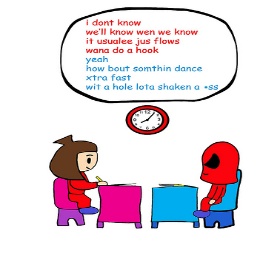 i dont know
we'll know wen we know
it usualee jus flows
wana do a hook
yeah
how bout somthin dance
xtra fast
wit a hole lota shaken a *ss